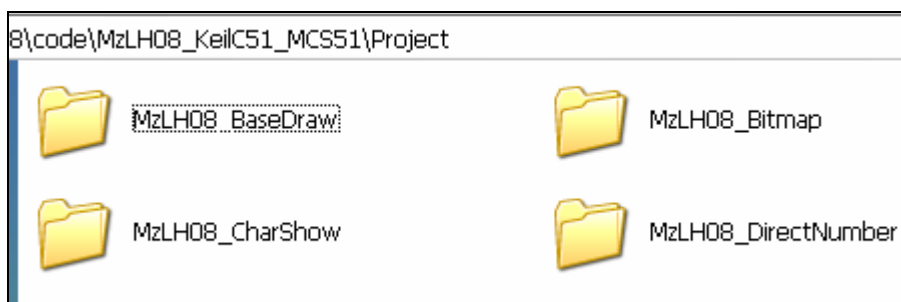 8\code\MzLH08_KeilC51_MCS51\Project
MzLH08_BaseDraw
MzLH08_Bitmap
MzLH08_CharShow
MzLH08_DirectNumber